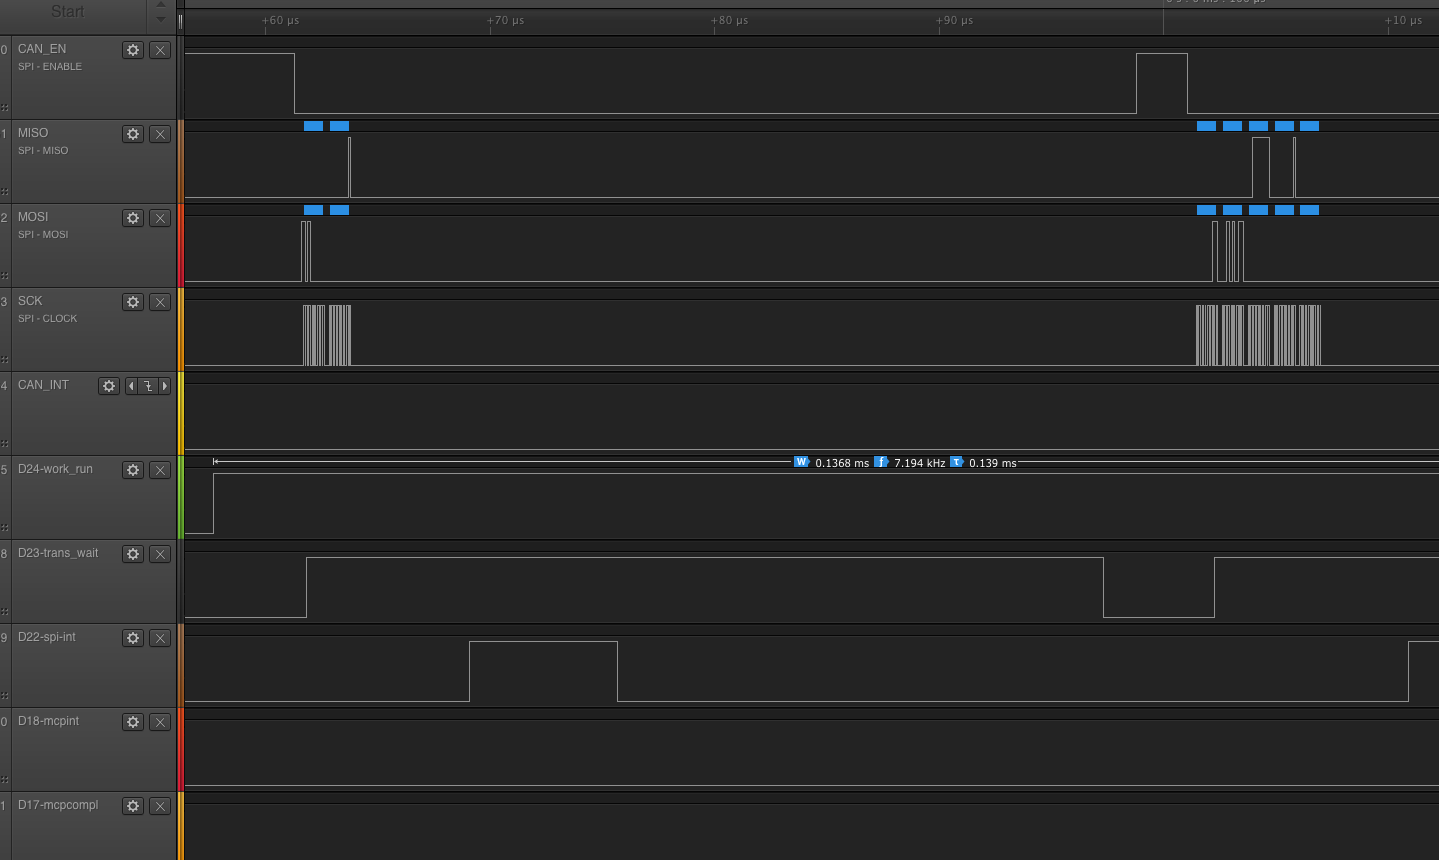 Start
+60 µs
+70 µs
+80 µs
+90 µs
+10 µs
0 CAN_EN
SPI - ENABLE
1 MISO
SPI - MISO
2 MOSI
SPI - MOSI
3 SCK
SPI - CLOCK
4 CAN_INT
5 D24-work_run
W 0.1368 ms f 7.194 kHz τ 0.139 ms
8 D23-trans_wait
9 D22-spi-int
0 D18-mcpint
1 D17-mcpcompl